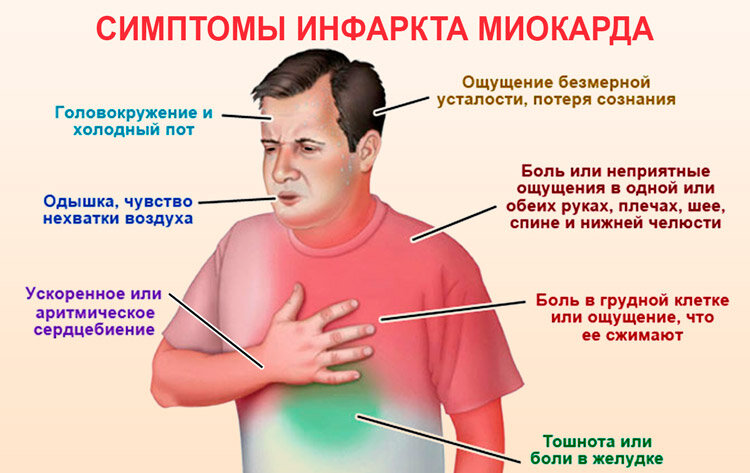 СИМПТОМЫ ИНФАРКТА МИОКАРДА
Головокружение и
холодный пот
Ощущение безмерной
усталости, потеря сознания
Одышка, чувство
нехватки воздуха
Боль или неприятные
ощущения в одной или
обеих руках, плечах, шее,
спине и нижней челюсти
Ускоренное или
аритмическое
сердцебиение
Боль в грудной клетке
или ощущение, что
ее сжимают
Тошнота или
боли в желудке